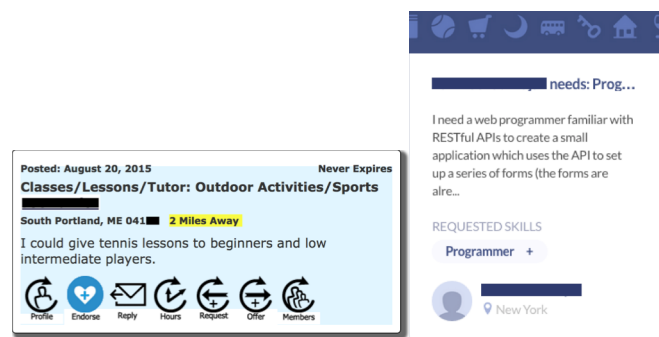 Posted: August 20, 2015 Never Expires
Classes/Lessons/Tutor: Outdoor Activities/Sports
South Portland, ME 041 2 Miles Away
I could give tennis lessons to beginners and low
intermediate players.
Profile Endorse Reply Hours Request Offer Members
needs: Prog...
I need a web programmer familiar with
RESTful APIs to create a small
application which uses the API to set
up a series of forms (the forms are
alre...
REQUESTED SKILLS
Programmer +
New York